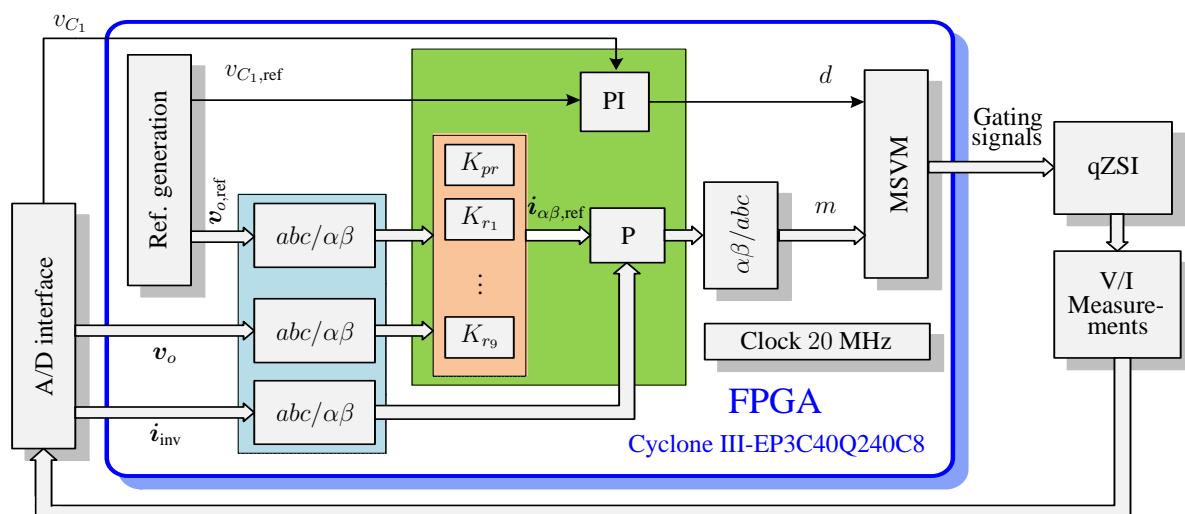 v_{C_1}
v_{C_1,ref}
PI
d
Gating
signals
Ref. generation
MSVM
qZSI
K_{pr}
v_{o,ref}
K_{r_1}
i_{αβ,ref}
abc/αβ
P
αβ/abc
m
⋮
A/D interface
V/I
Measure-
ments
abc/αβ
K_{r_9}
Clock 20 MHz
v_o
abc/αβ
FPGA
i_{inv}
Cyclone III-EP3C40Q240C8